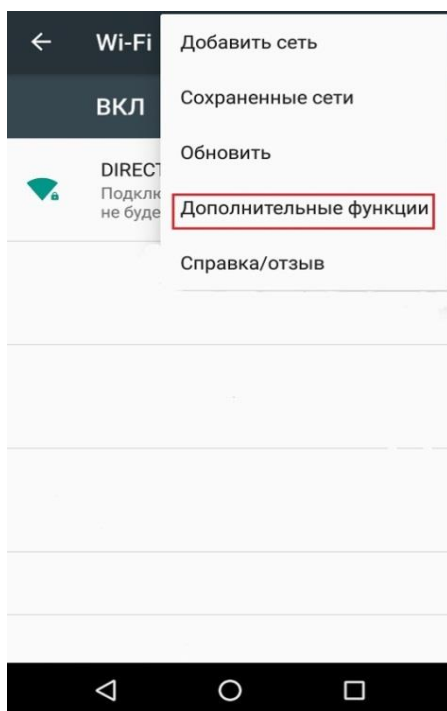 Wi-Fi
Добавить сеть
ВКЛ
Сохраненные сети
Обновить
DIRECT
Подклю
не буде
Дополнительные функции
Справка/отзыв